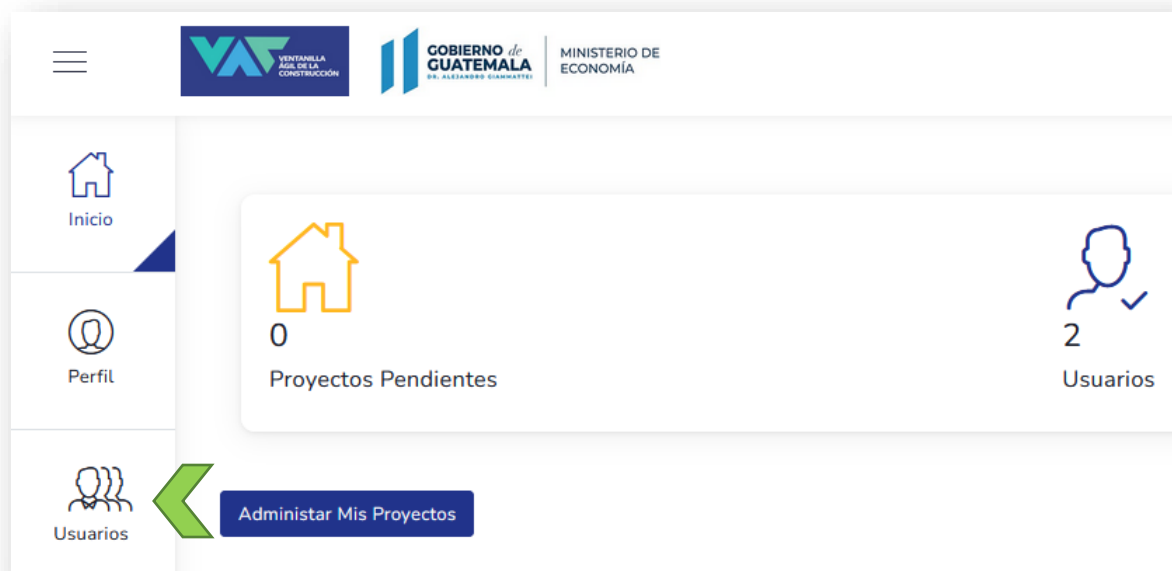 VENTANILLA
ÁGIL DE LA
CONSTRUCCIÓN
GOBIERNO de
GUATEMALA
DR. ALEJANDRO GIAMMATTEI
MINISTERIO DE
ECONOMÍA
Inicio
Perfil
Usuarios
0
Proyectos Pendientes
2
Usuarios
Administar Mis Proyectos